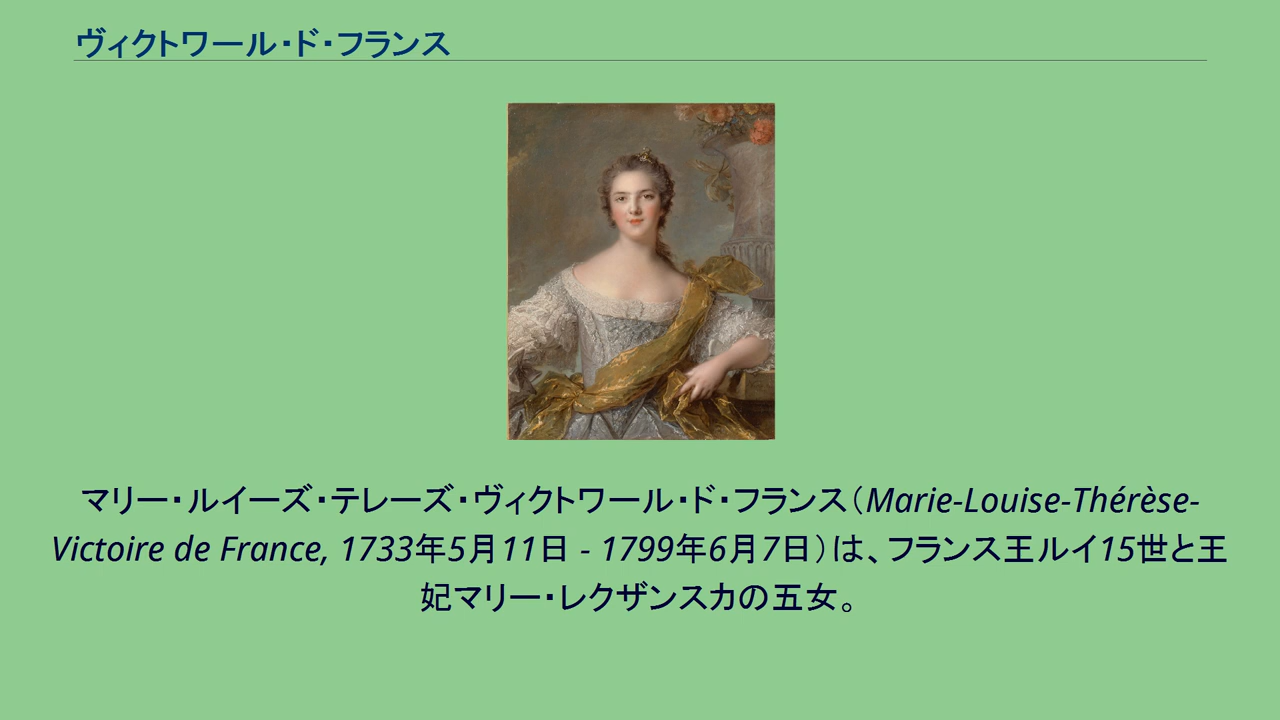 ヴィクトワール・ド・フランス
マリー・ルイーズ・テレーズ・ヴィクトワール・ド・フランス（Marie-Louise-Thérèse-
Victoire de France, 1733年5月11日 - 1799年6月7日）は、フランス王ルイ15世と王
妃マリー・レクザンスカの五女。